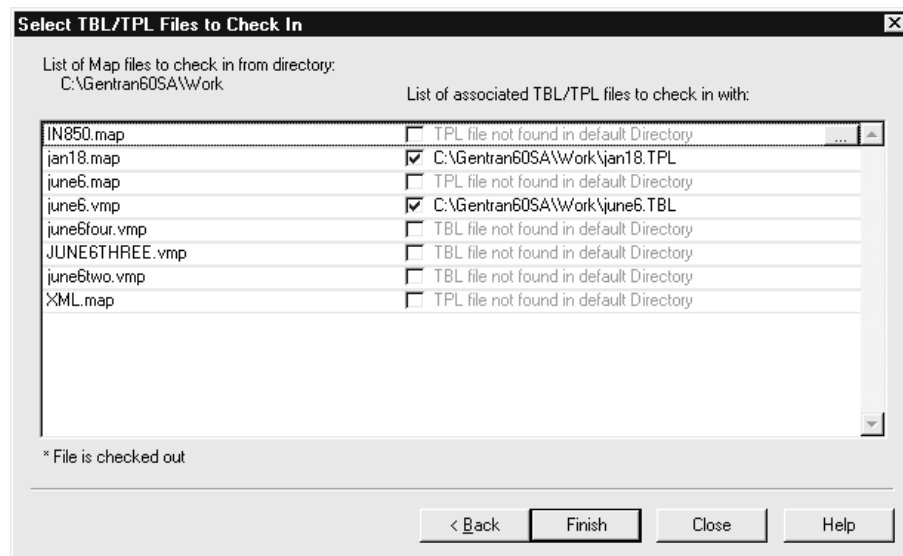 Select TBL/TPL Files to Check In
List of Map files to check in from directory:
C:\Gentran60SA\Work
List of associated TBL/TPL files to check in with:
IN850.map TPL file not found in default Directory ...
jan18.map C:\Gentran60SA\Work\jan18.TPL
june6.map TPL file not found in default Directory
june6.vmp C:\Gentran60SA\Work\june6.TBL
june6four.vmp TBL file not found in default Directory
JUNE6THREE.vmp TBL file not found in default Directory
june6two.vmp TBL file not found in default Directory
XML.map TPL file not found in default Directory
* File is checked out
< Back Finish Close Help